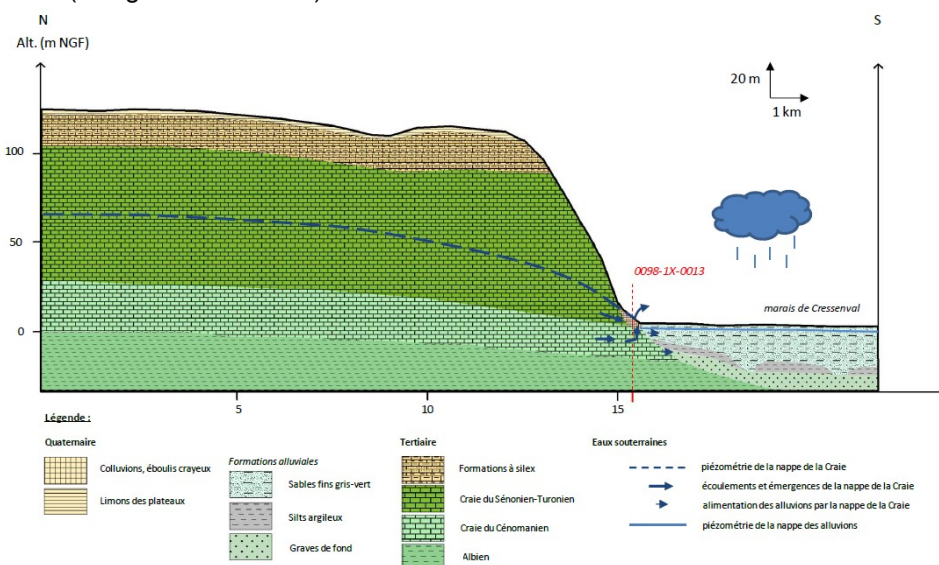 N
S
Alt. (m NGF)
20 m
1 km
100
50
0
0098-1X-0013
marais de Cressenval
5
10
15
Légende :
Quaternaire
Colluvions, éboulis crayeux
Limons des plateaux
Formations alluviales
Sables fins gris-vert
Silts argileux
Graves de fond
Tertiaire
Formations à silex
Craie du Sénonien-Turonien
Craie du Cénomanien
Albien
Eaux souterraines
piézométrie de la nappe de la Craie
écoulements et émergences de la nappe de la Craie
alimentation des alluvions par la nappe de la Craie
piézométrie de la nappe des alluvions